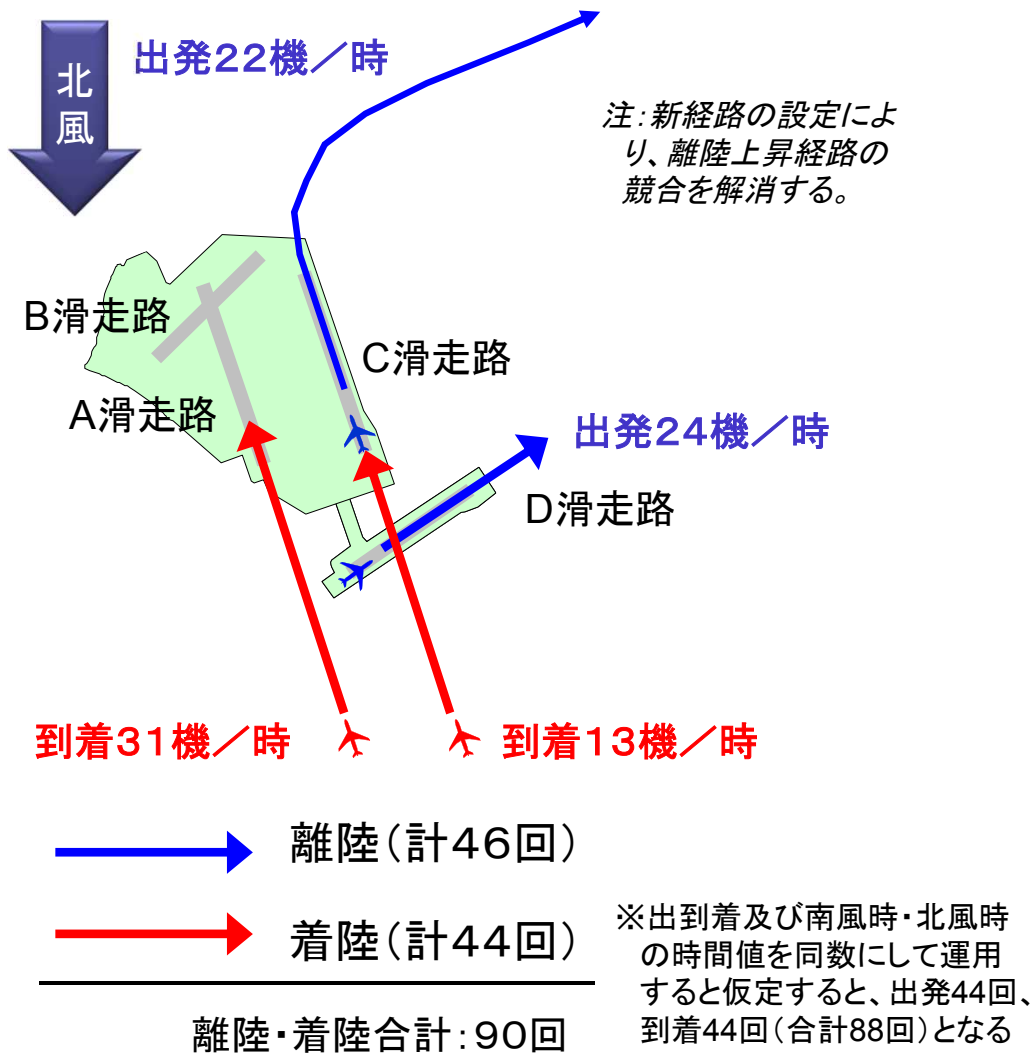 北
風
出発22機／時
注：新経路の設定によ
り、離陸上昇経路の
競合を解消する。
B滑走路
C滑走路
A滑走路
出発24機／時
D滑走路
到着31機／時
到着13機／時
離陸（計46回）
着陸（計44回）
離陸・着陸合計：90回
※出到着及び南風時・北風時
の時間値を同数にして運用
すると仮定すると、出発44回、
到着44回（合計88回）となる